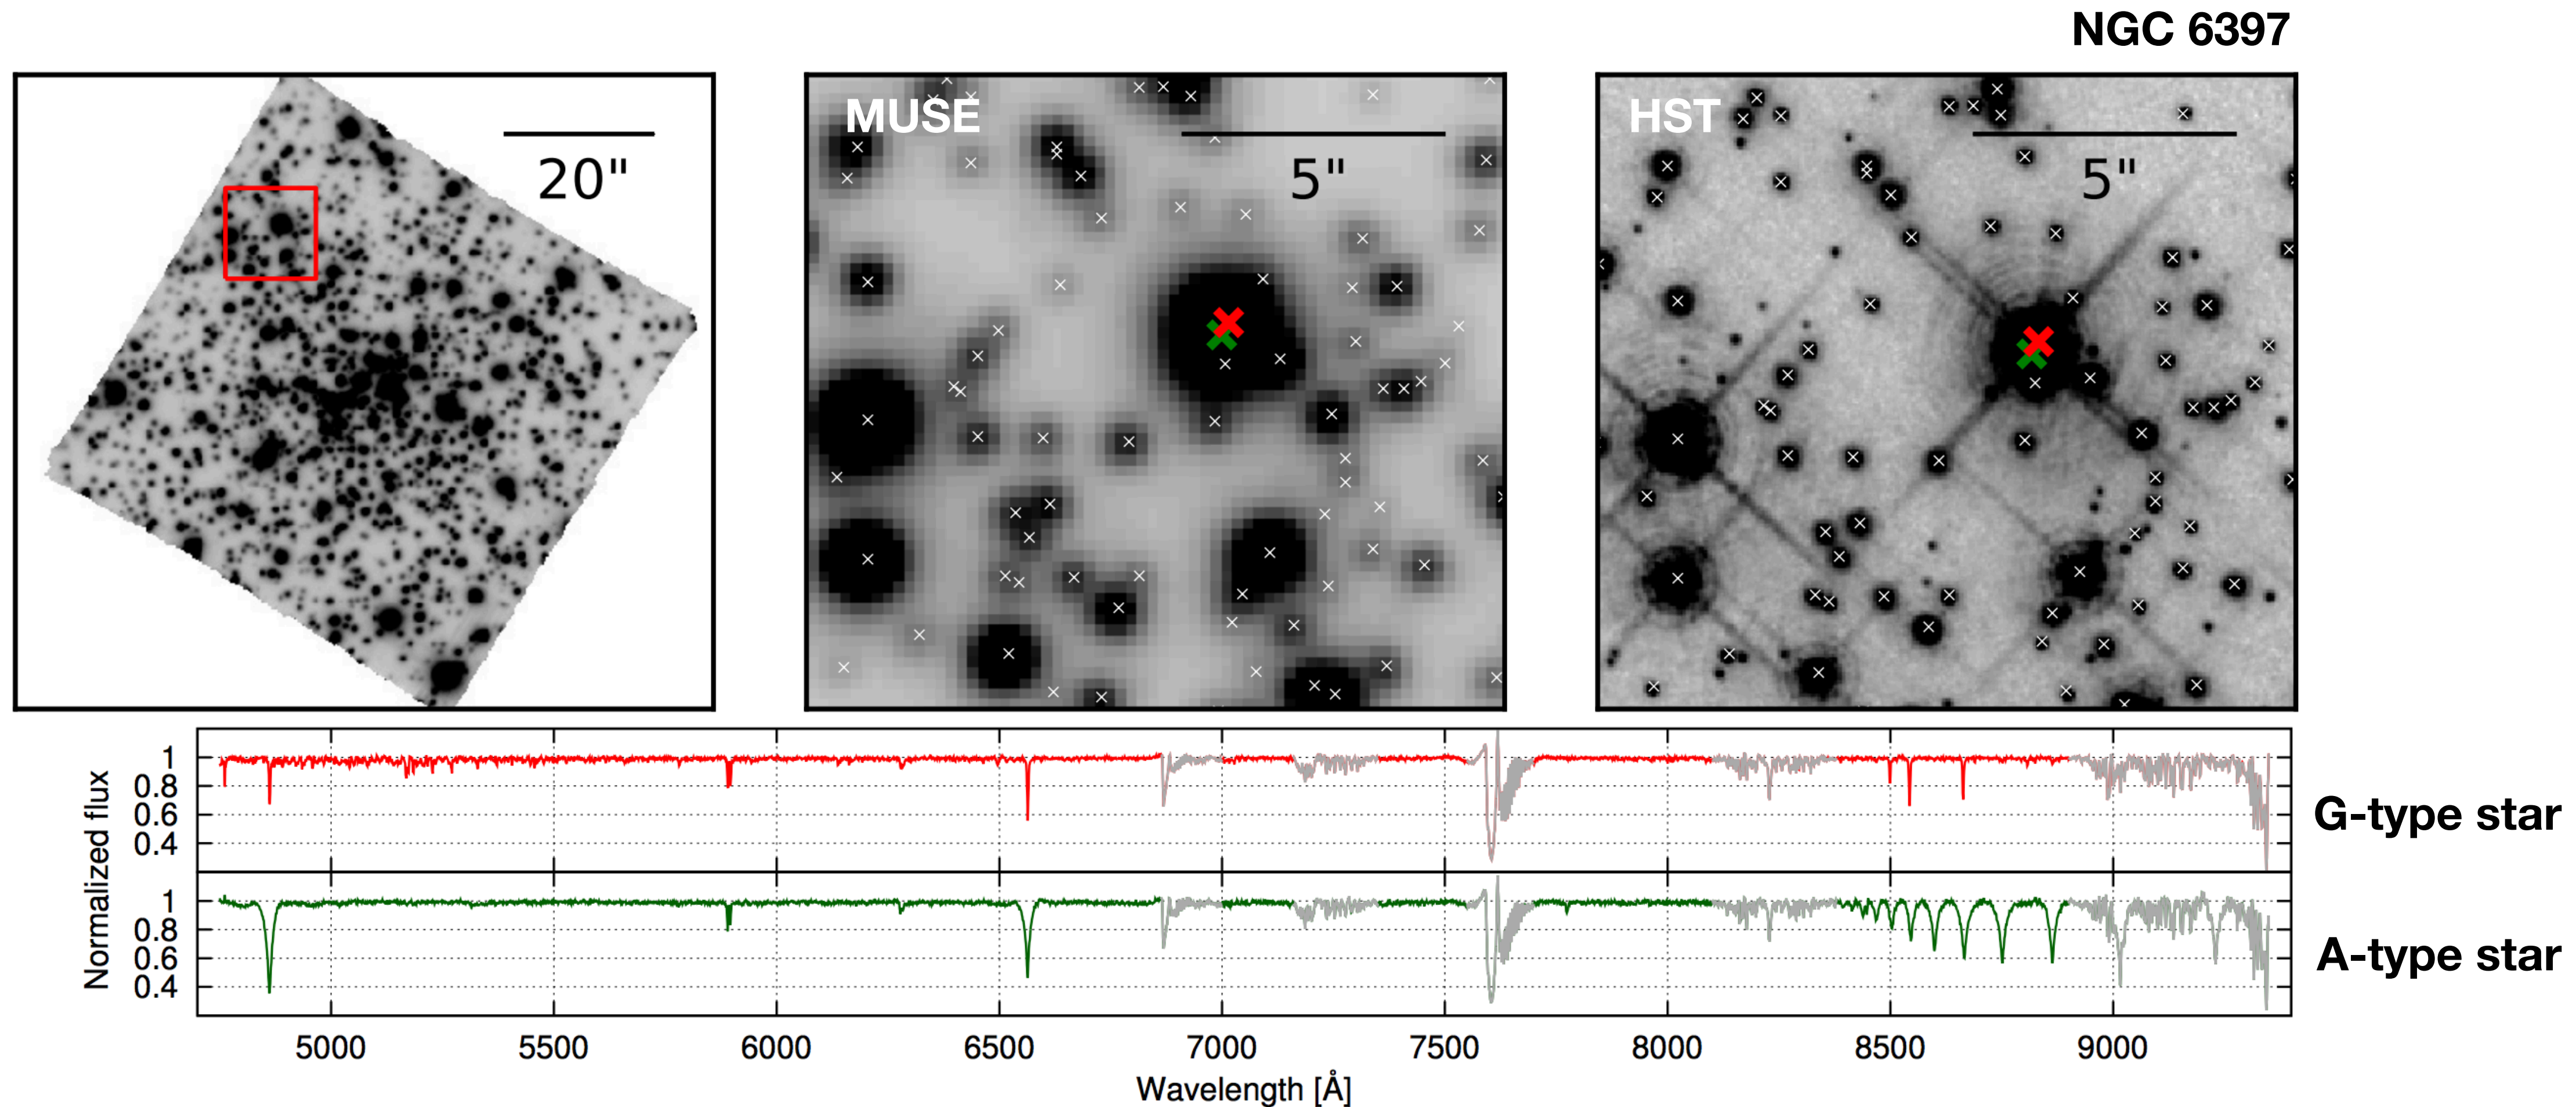 NGC 6397
20"
MUSE
5"
HST
5"
Normalized flux
1
0.8
0.6
0.4
G-type star
1
0.8
0.6
0.4
A-type star
5000 5500 6000 6500 7000 7500 8000 8500 9000
Wavelength [Å]